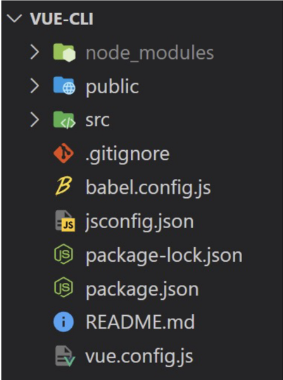 VUE-CLI
node_modules
public
src
.gitignore
babel.config.js
jsconfig.json
package-lock.json
package.json
README.md
vue.config.js